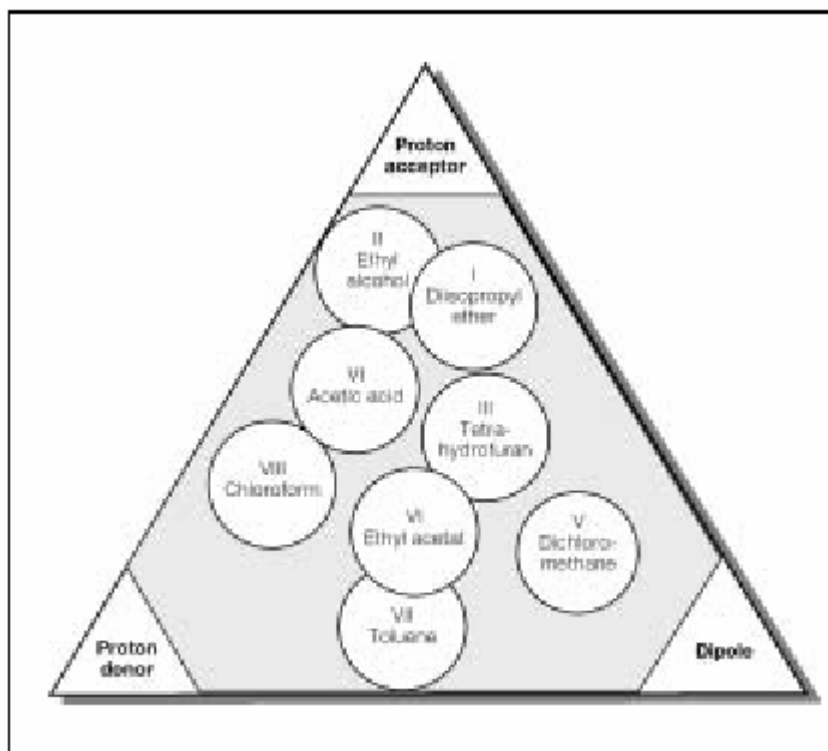 Proton
acceptor
II
Ethyl
alcohol
I
Diisopropyl
ether
VI
Acetic acid
III
Tetra-
hydrofuran
VIII
Chloroform
VI
Ethyl acetat
V
Dichloro-
methane
VII
Toluene
Proton
donor
Dipole